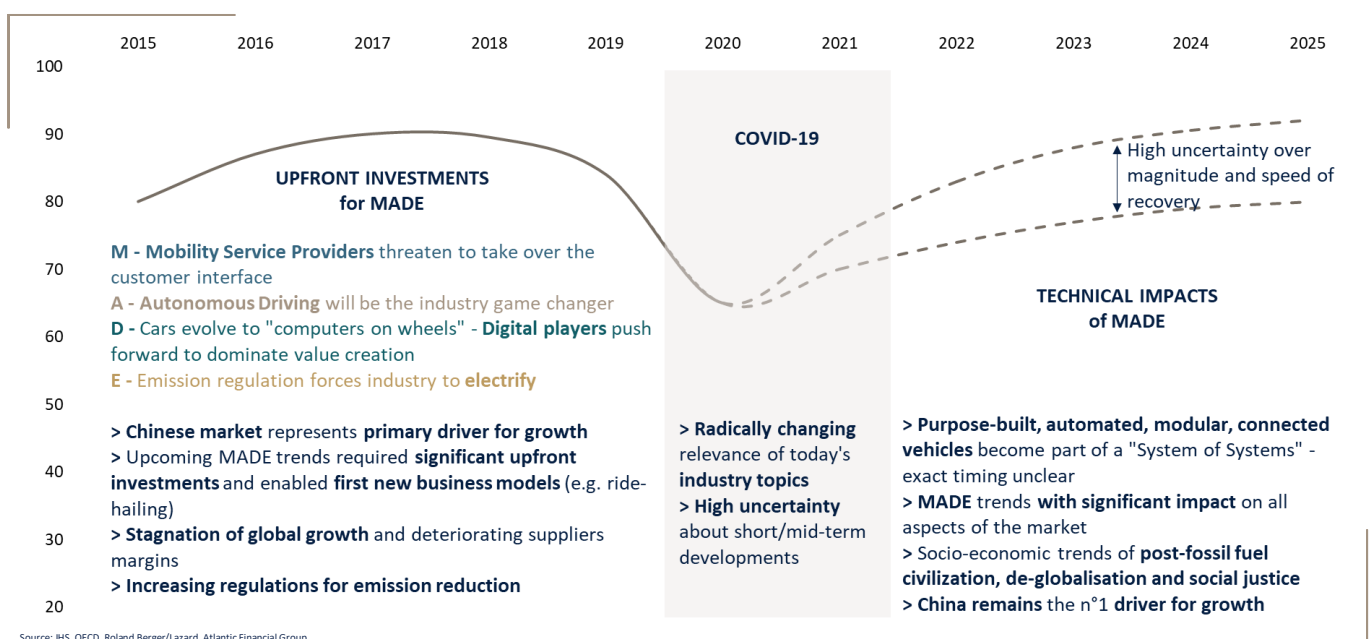 2015 2016 2017 2018 2019 2020 2021 2022 2023 2024 2025
100
90
80
70
60
50
40
30
20
UPFRONT INVESTMENTS
for MADE
M - Mobility Service Providers threaten to take over the
customer interface
A - Autonomous Driving will be the industry game changer
D - Cars evolve to "computers on wheels" - Digital players push
forward to dominate value creation
E - Emission regulation forces industry to electrify
> Chinese market represents primary driver for growth
> Upcoming MADE trends required significant upfront
investments and enabled first new business models (e.g. ride-
hailing)
> Stagnation of global growth and deteriorating suppliers
margins
> Increasing regulations for emission reduction
COVID-19
> Radically changing
relevance of today's
industry topics
> High uncertainty
about short/mid-term
developments
High uncertainty over
magnitude and speed of
recovery
TECHNICAL IMPACTS
of MADE
> Purpose-built, automated, modular, connected
vehicles become part of a "System of Systems" -
exact timing unclear
> MADE trends with significant impact on all
aspects of the market
> Socio-economic trends of post-fossil fuel
civilization, de-globalisation and social justice
> China remains the n°1 driver for growth
Source: IHS, OECD, Roland Berger/Lazard, Atlantic Financial Group